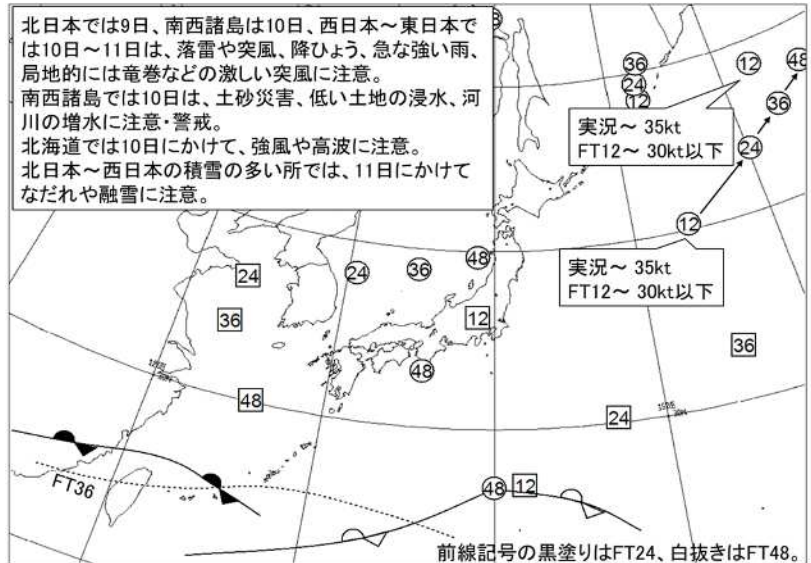 北日本では9日、南西諸島は10日、西日本～東日本で
は10日～11日は、落雷や突風、降ひょう、急な強い雨、
局地的には竜巻などの激しい突風に注意。
南西諸島では10日は、土砂災害、低い土地の浸水、河
川の増水に注意・警戒。
北海道では10日にかけて、強風や高波に注意。
北日本～西日本の積雪の多い所では、11日にかけて
なだれや融雪に注意。
36
24
12
12
48
36
24
実況～ 35kt
FT12～ 30kt以下
12
実況～ 35kt
FT12～ 30kt以下
24
24
36
48
36
12
36
48
48
24
FT36
48
12
前線記号の黒塗りはFT24、白抜きはFT48。